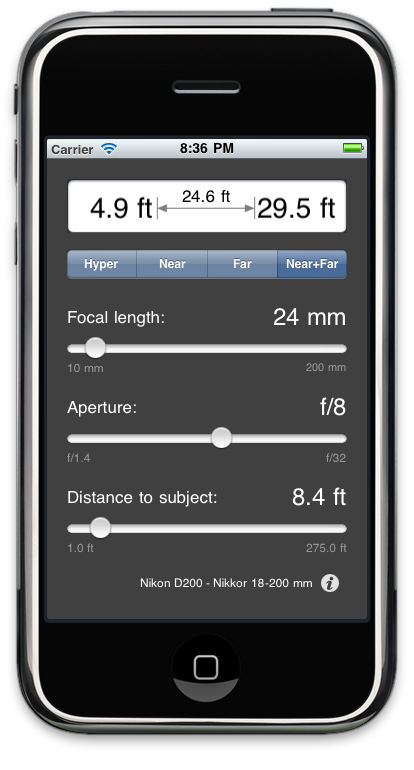 Carrier 8:36 PM
24.6 ft
4.9 ft 29.5 ft
Hyper Near Far Near+Far
Focal length: 24 mm
10 mm 200 mm
Aperture: f/8
f/1.4 f/32
Distance to subject: 8.4 ft
1.0 ft 275.0 ft
Nikon D200 - Nikkor 18-200 mm